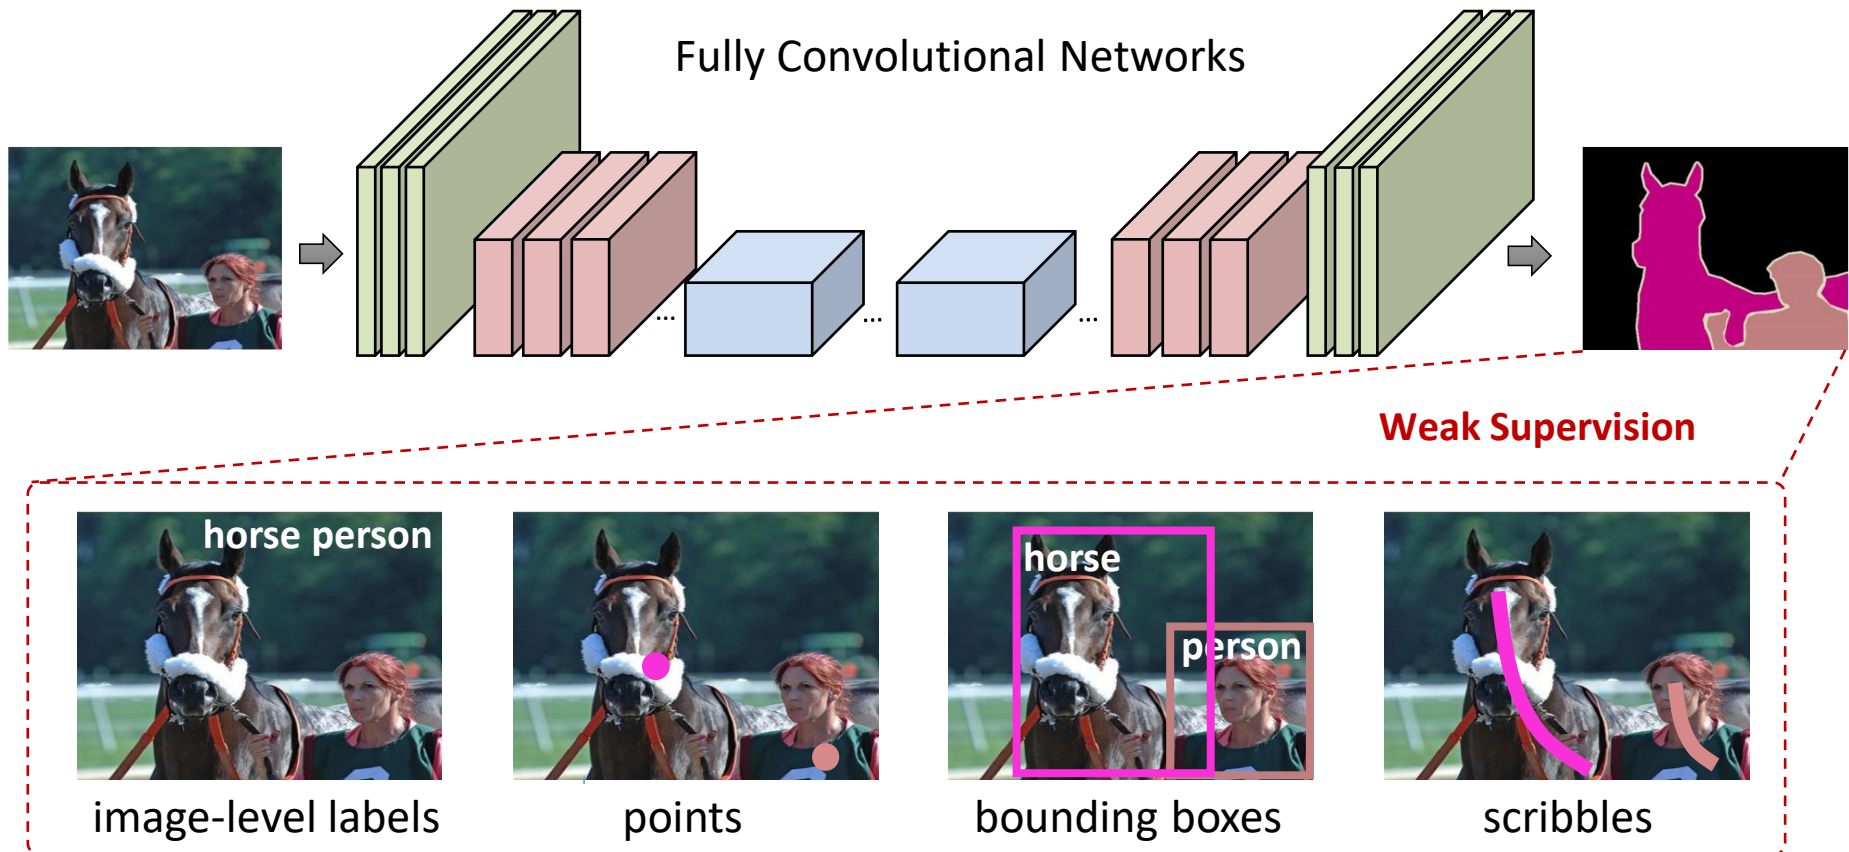 Fully Convolutional Networks
...
...
...
Weak Supervision
horse person
horse
person
image-level labels
points
bounding boxes
scribbles